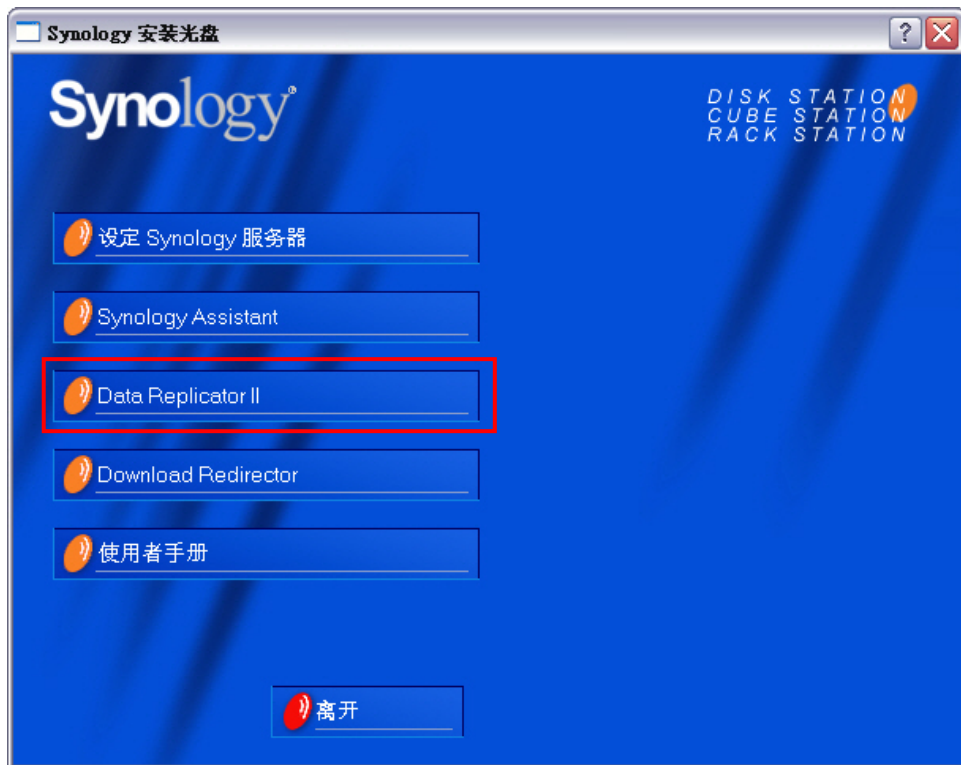 Synology 安装光盘
Synology®
DISK STATION
CUBE STATION
RACK STATION
设定 Synology 服务器
Synology Assistant
Data Replicator II
Download Redirector
使用者手册
离开